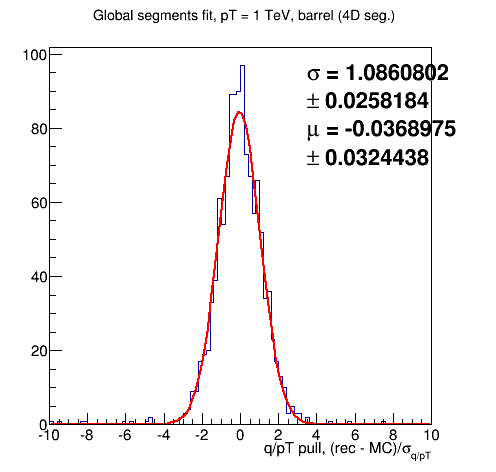 Global segments fit, pT = 1 TeV, barrel (4D seg.)
100
80
60
40
20
0
σ = 1.0860802
± 0.0258184
μ = -0.0368975
± 0.0324438
-10 -8 -6 -4 -2 0 2 4 6 8 10
q/pT pull, (rec - MC)/σ_q/pT